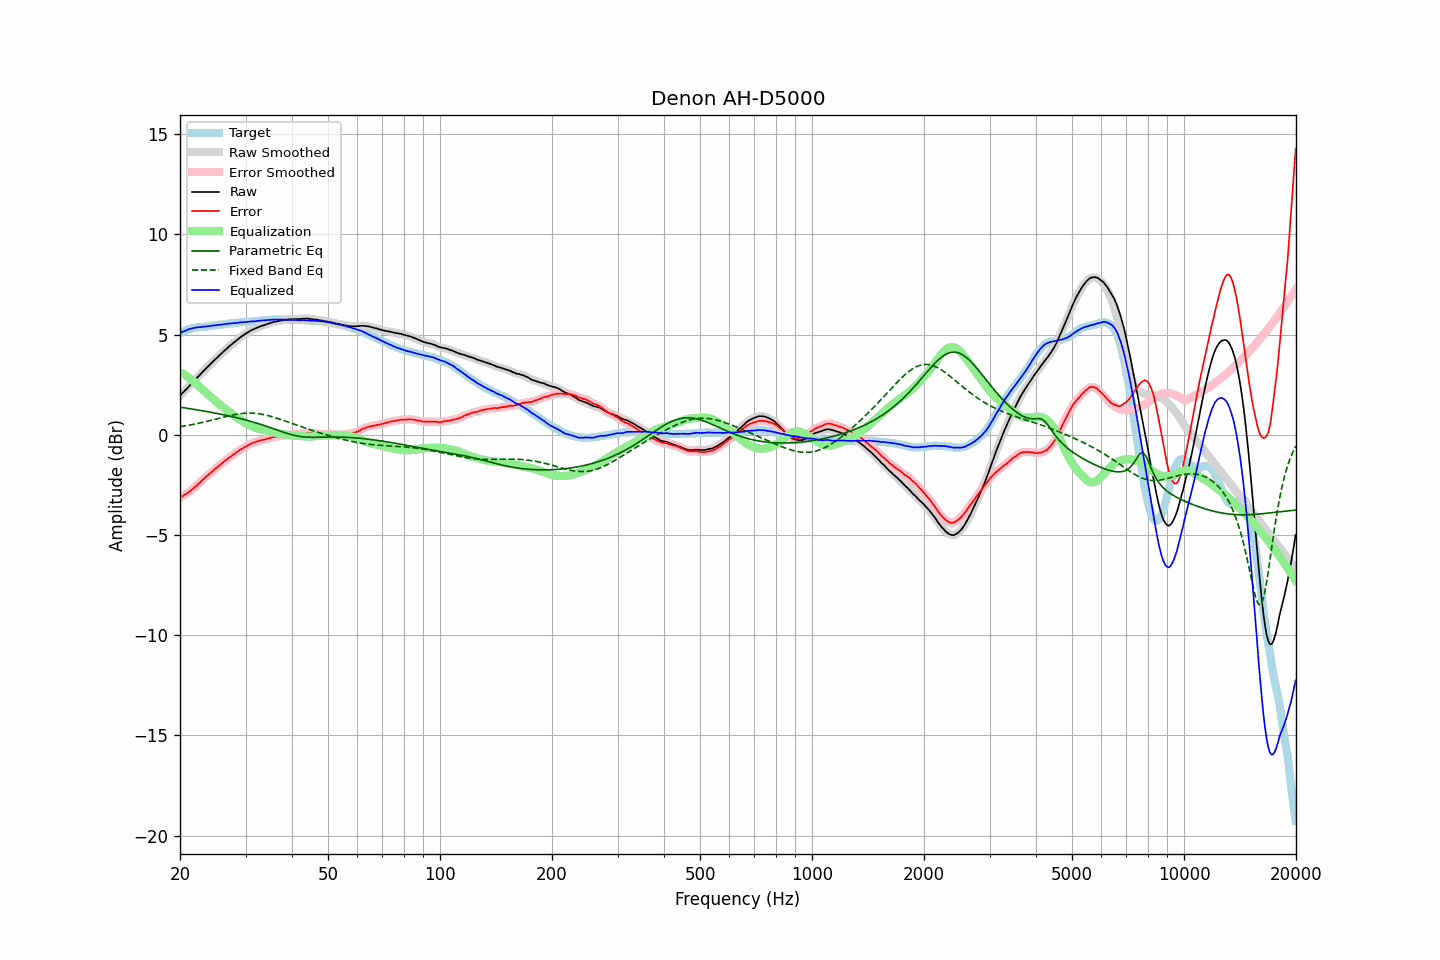 Denon AH-D5000
15
10
5
0
−5
−10
−15
−20
Amplitude (dBr)
Target
Raw Smoothed
Error Smoothed
Raw
Error
Equalization
Parametric Eq
Fixed Band Eq
Equalized
20 50 100 200 500 1000 2000 5000 10000 20000
Frequency (Hz)